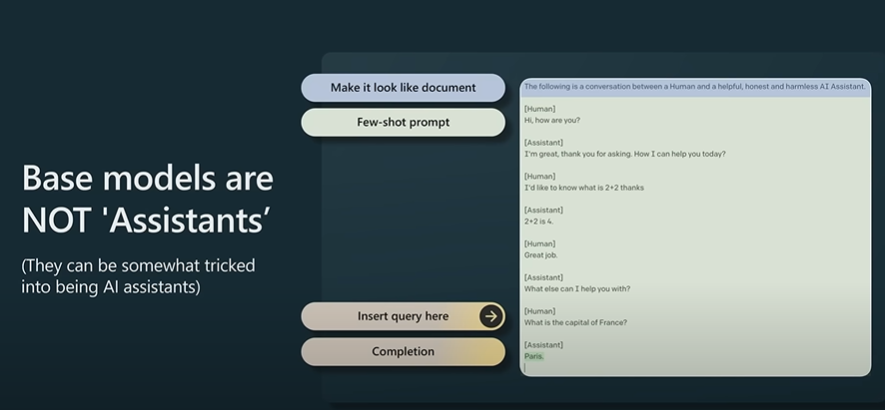 Base models are
NOT 'Assistants'
(They can be somewhat tricked
into being AI assistants)
Make it look like document
Few-shot prompt
Insert query here
Completion
The following is a conversation between a Human and a helpful, honest and harmless AI Assistant.
[Human]
Hi, how are you?
[Assistant]
I'm great, thank you for asking. How I can help you today?
[Human]
I'd like to know what is 2+2 thanks
[Assistant]
2+2 is 4.
[Human]
Great job.
[Assistant]
What else can I help you with?
[Human]
What is the capital of France?
[Assistant]
Paris.